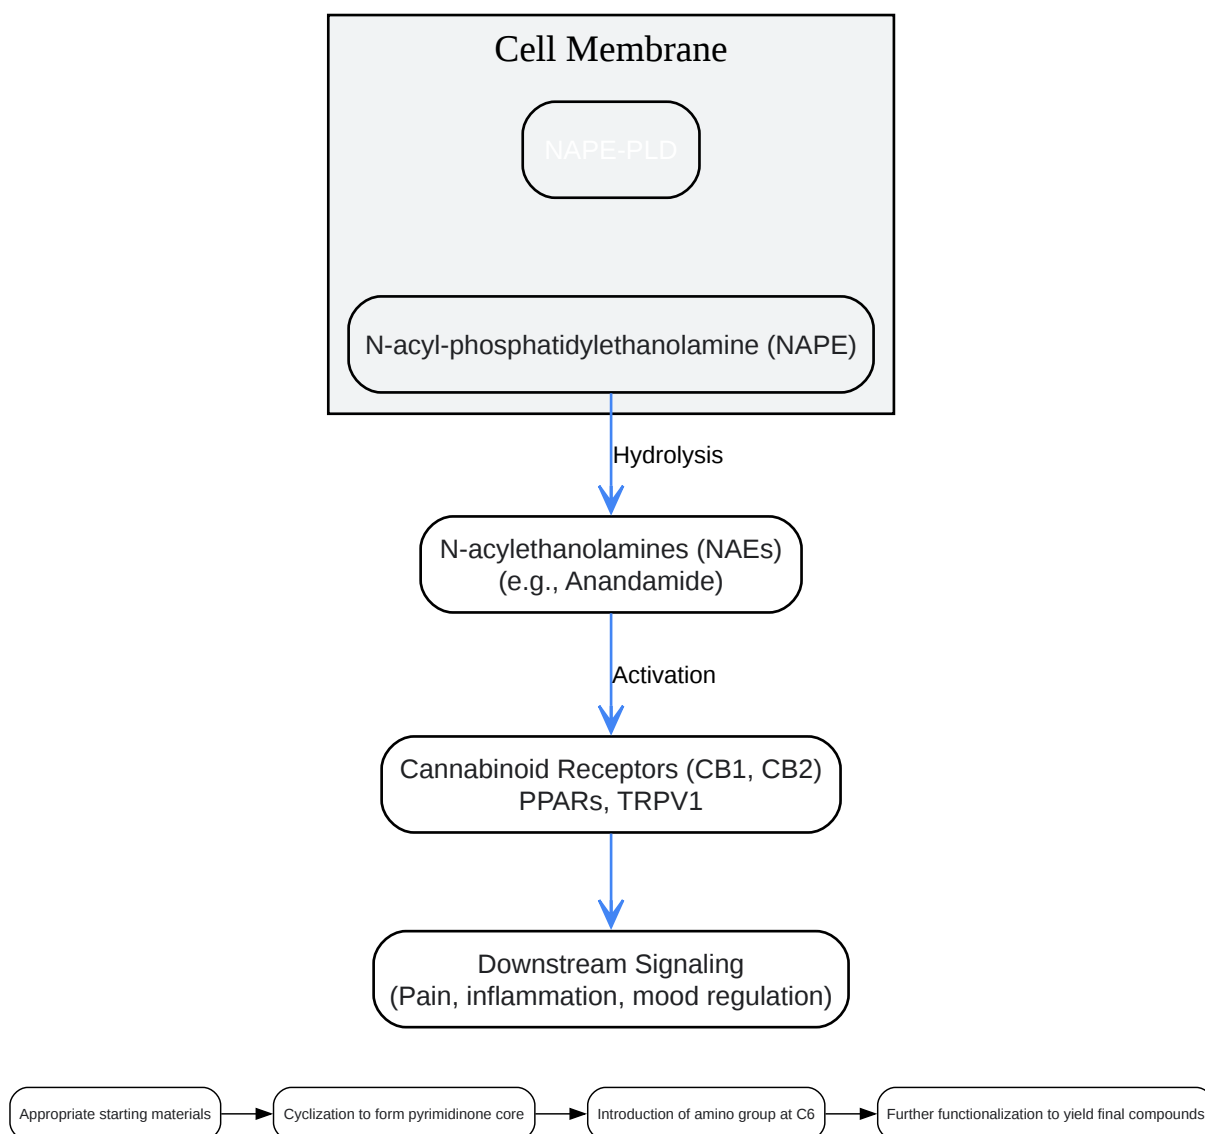 Cell Membrane
NAPE-PLD
N-acyl-phosphatidylethanolamine (NAPE)
Hydrolysis
N-acylethanolamines (NAEs)
(e.g., Anandamide)
Activation
Cannabinoid Receptors (CB1, CB2)
PPARs, TRPV1
Downstream Signaling
(Pain, inflammation, mood regulation)
Appropriate starting materials
Cyclization to form pyrimidinone core
Introduction of amino group at C6
Further functionalization to yield final compounds